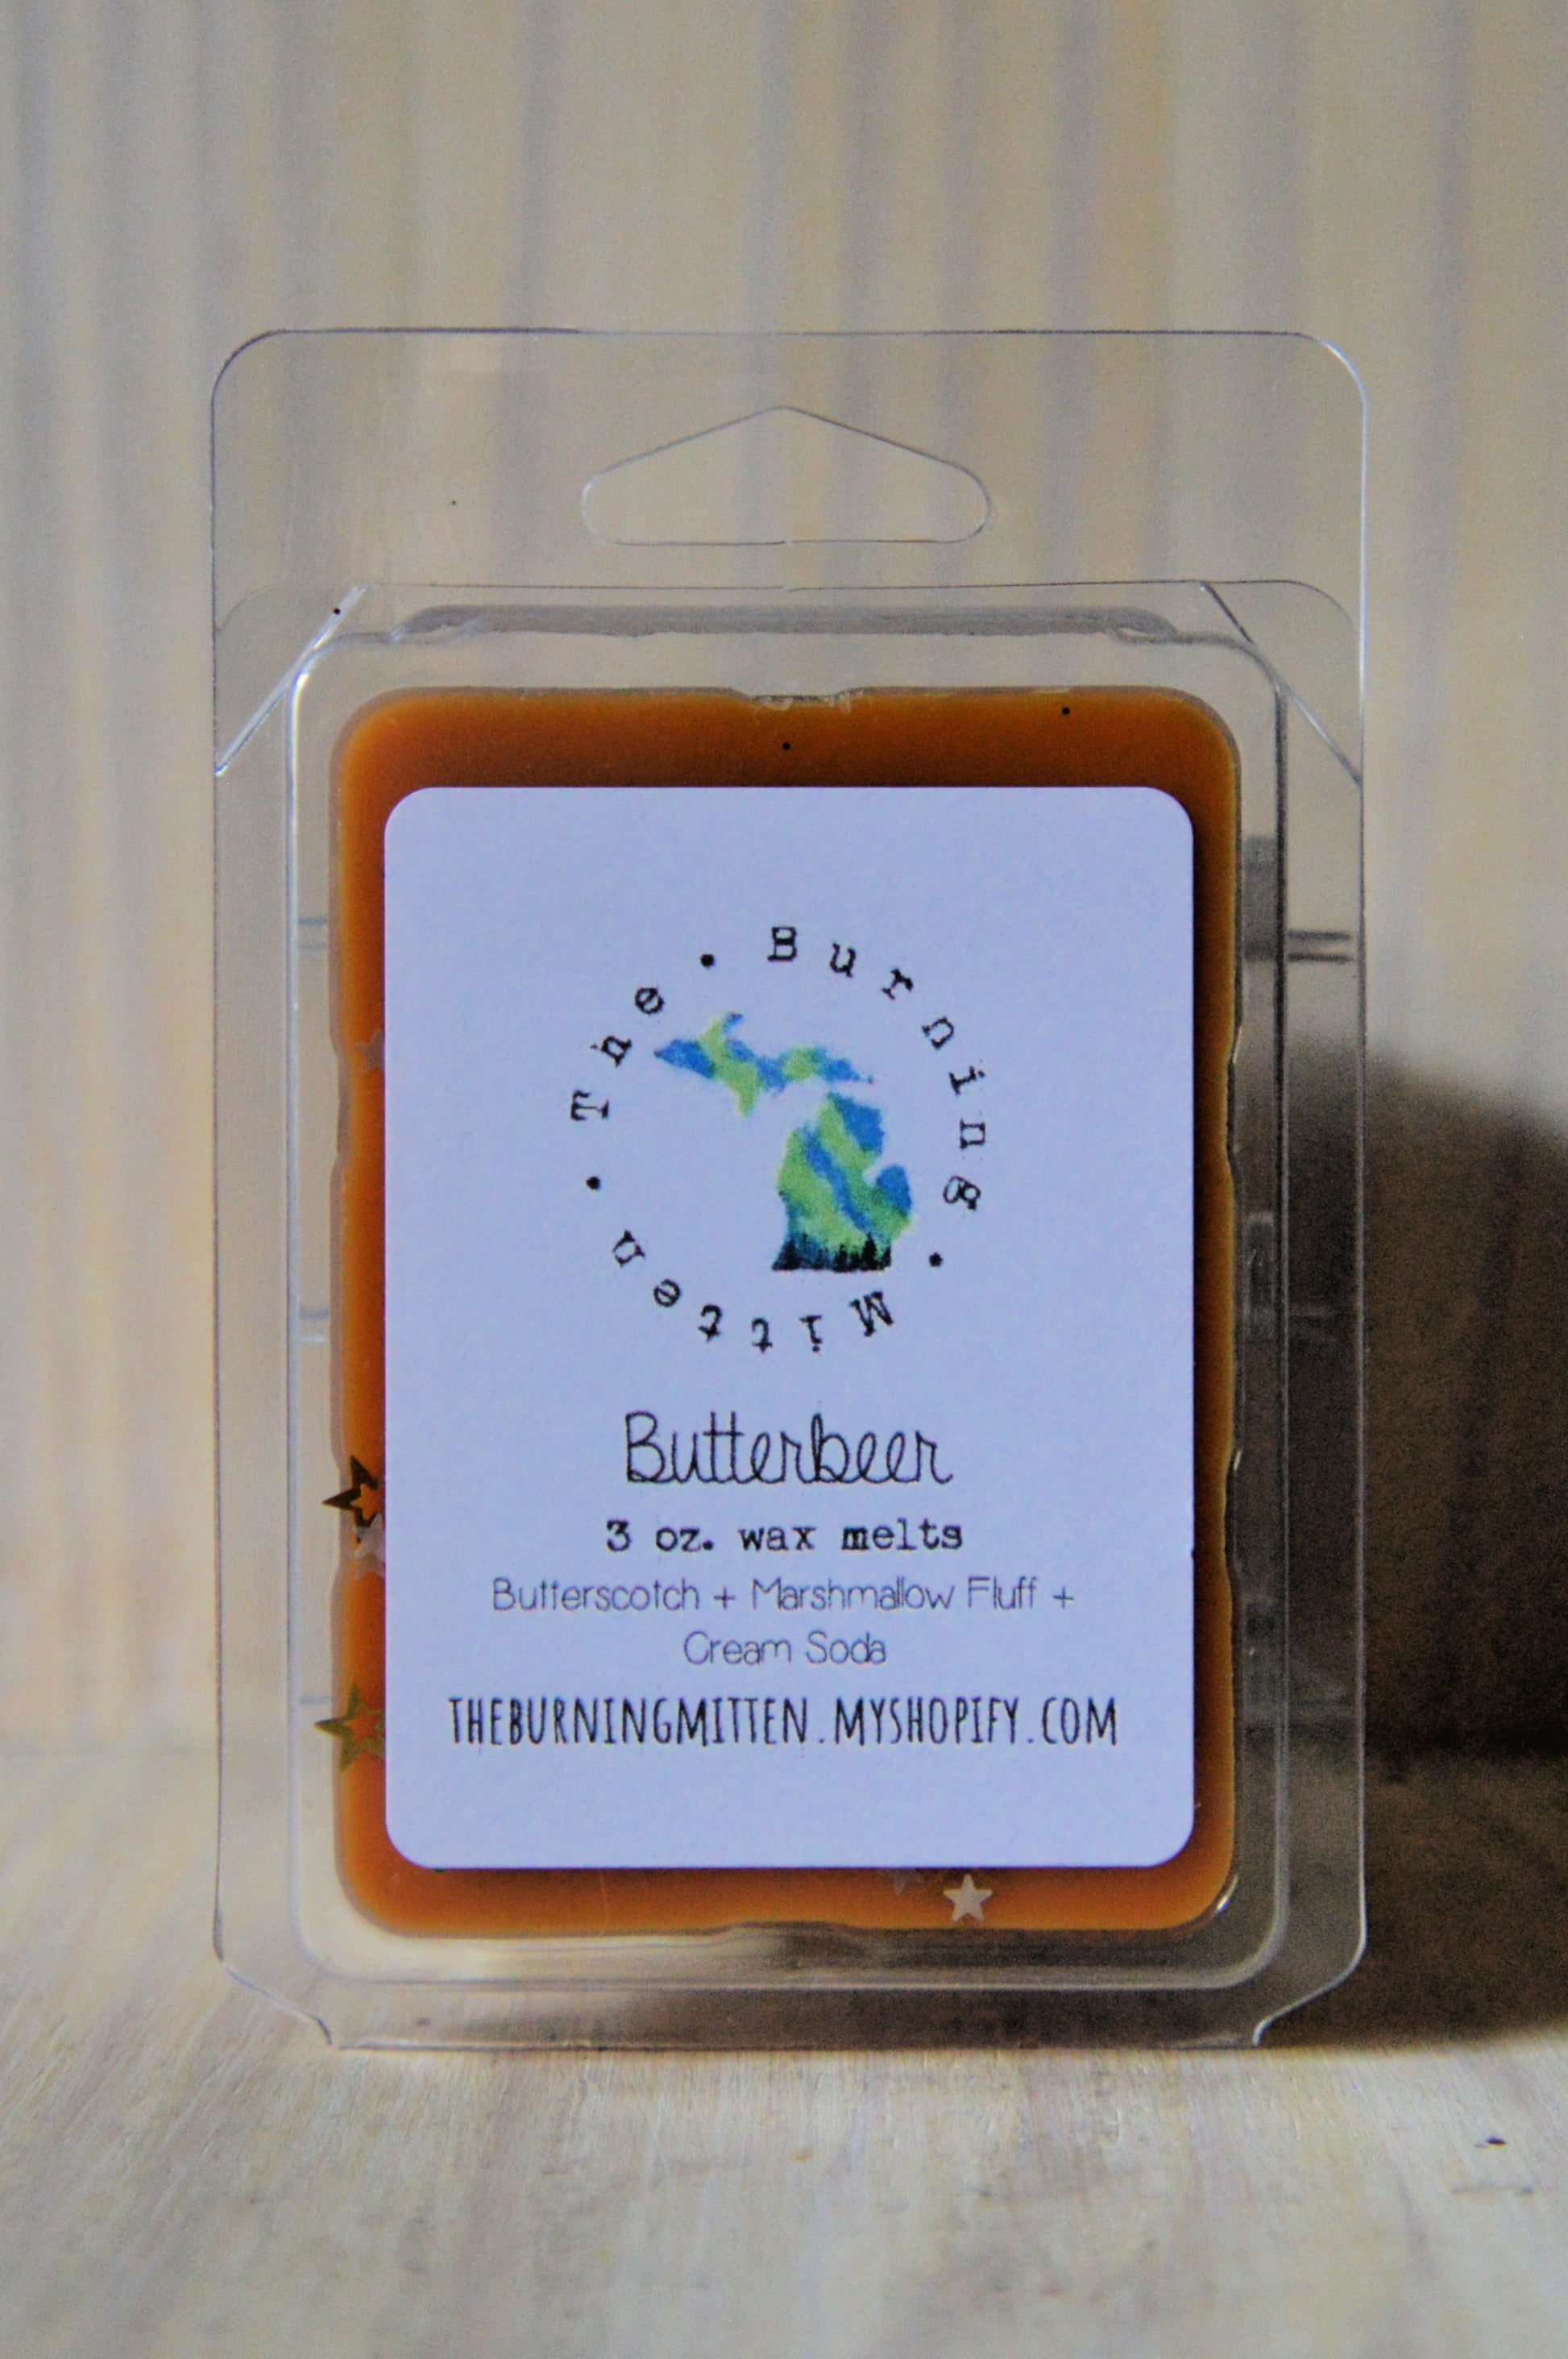 The • Burning • Mitten •
Butterbeer
3 oz. wax melts
Butterscotch + Marshmallow Fluff +
Cream Soda
THEBURNINGMITTEN.MYSHOPIFY.COM